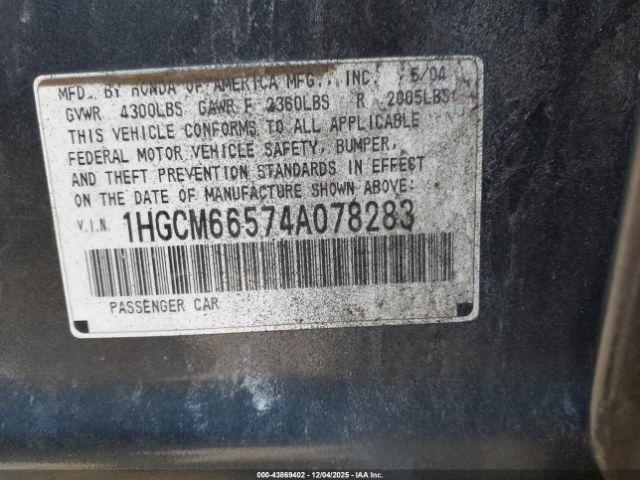 MFD. BY HONDA OF AMERICA MFG., INC. 5/04
GVWR 4300LBS GAWR F 2360LBS R 2005LBS
THIS VEHICLE CONFORMS TO ALL APPLICABLE
FEDERAL MOTOR VEHICLE SAFETY, BUMPER,
AND THEFT PREVENTION STANDARDS IN EFFECT
ON THE DATE OF MANUFACTURE SHOWN ABOVE.
V.I.N. 1HGCM66574A078283
PASSENGER CAR
000-43869402 - 12/04/2025 - IAA Inc.